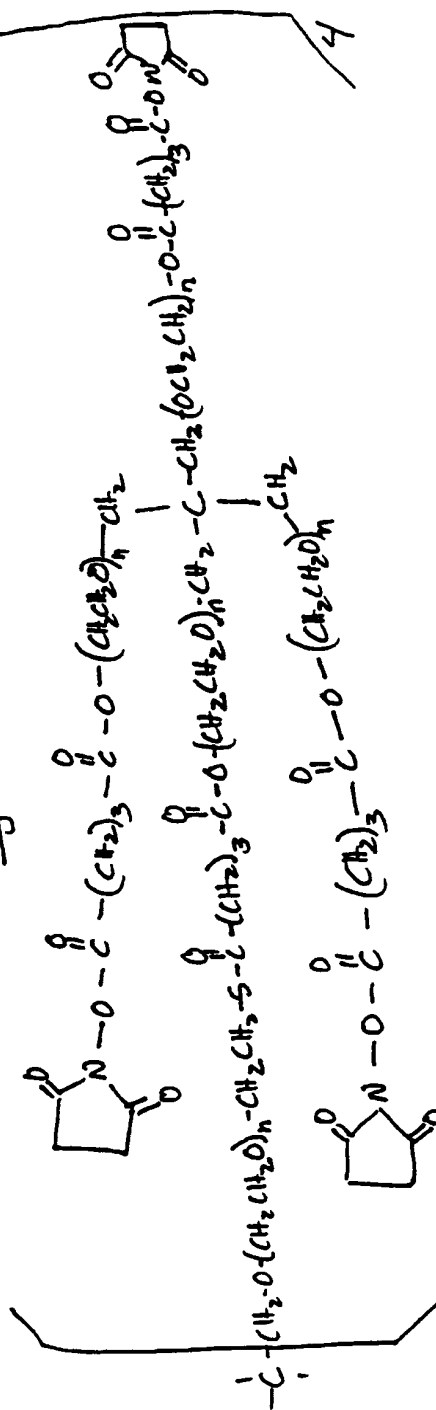 O O O
N—O—C—(CH₂)₃—C—O—(CH₂CH₂O)ₙ—CH₂
O
O O O O O
—C—CH₂-O(CH₂CH₂O)ₙ—CH₂CH₂-S-C-(CH₂)₃-C-O-(CH₂CH₂O)ₙ-CH₂-C-CH₂(OCH₂CH₂)ₙ-O-C-(CH₂)₃-C-ON
O
CH₂
O O O
N—O—C—(CH₂)₃—C—O—(CH₂CH₂O)ₙ
O
4